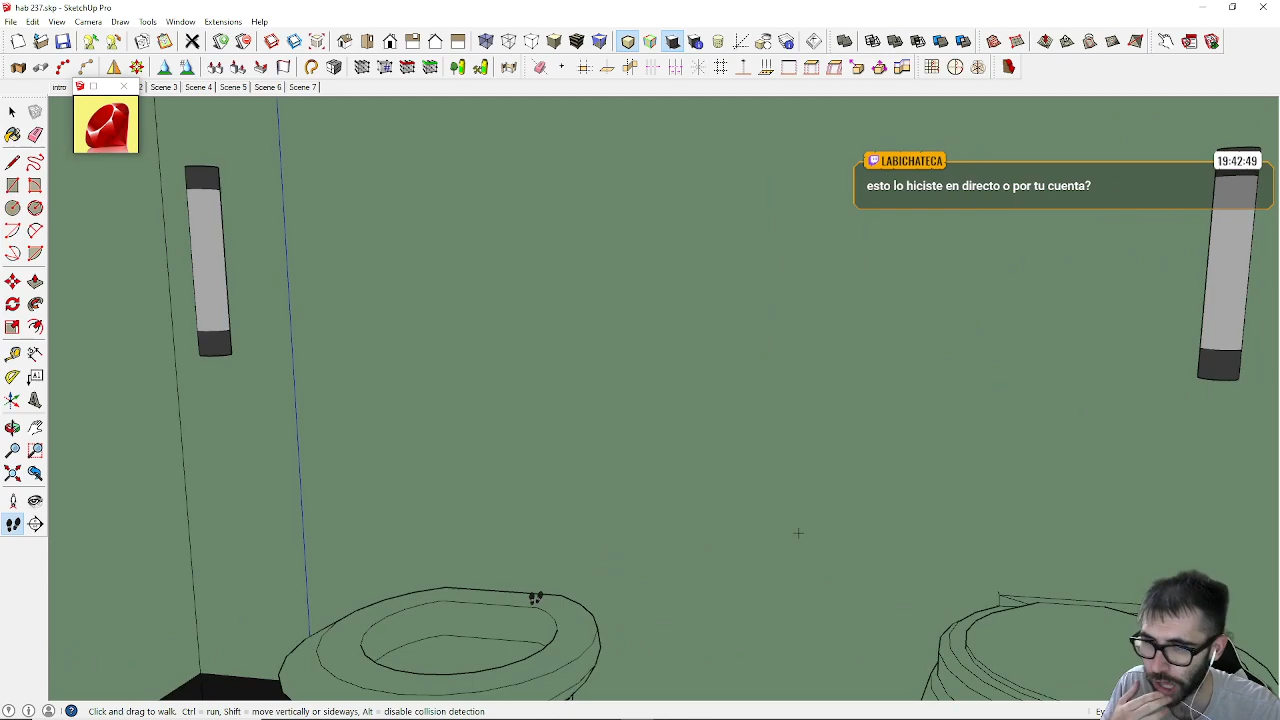 hab 237.skp - SketchUp Pro
File Edit View Camera Draw Tools Window Extensions Help
intro 2 Scene 3 Scene 4 Scene 5 Scene 6 Scene 7
LABICHATECA 19:42:49
esto lo hiciste en directo o por tu cuenta?
Click and drag to walk. Ctrl = run, Shift = move vertically or sideways, Alt = disable collision detection